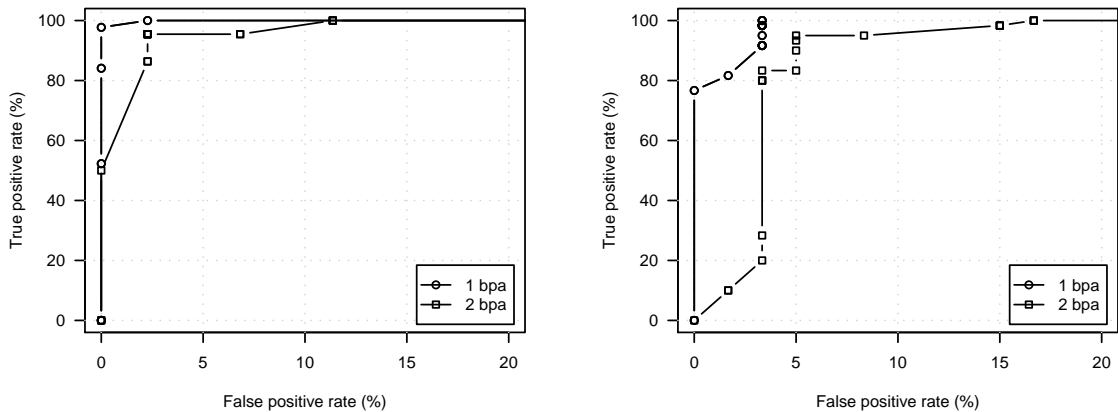 100
80
60
40
20
0
True positive rate (%)
0 5 10 15 20
False positive rate (%)
1 bpa
2 bpa
100
80
60
40
20
0
True positive rate (%)
0 5 10 15 20
False positive rate (%)
1 bpa
2 bpa